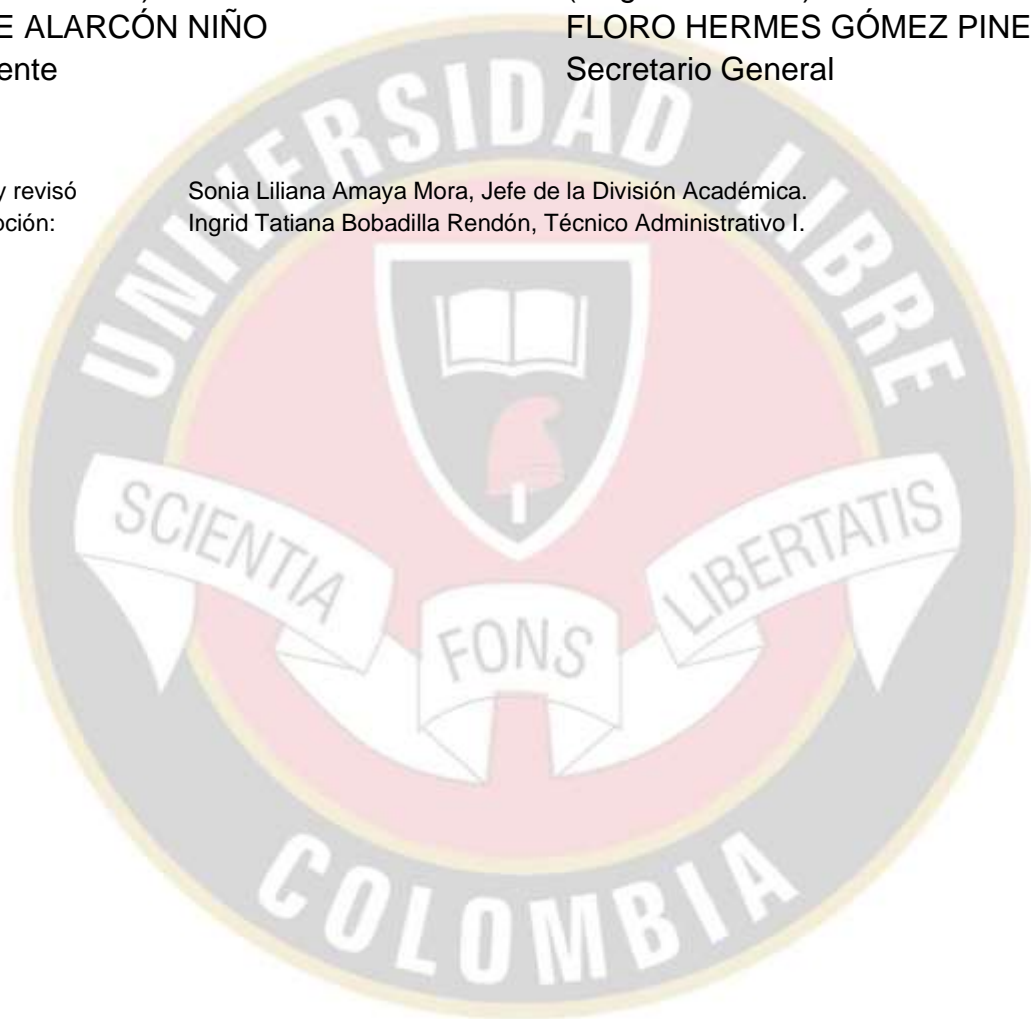 E ALARCÓN NIÑO FLORO HERMES GÓMEZ PINE
ente Secretario General
y revisó Sonia Liliana Amaya Mora, Jefe de la División Académica.
pción: Ingrid Tatiana Bobadilla Rendón, Técnico Administrativo I.
UNIVERSIDAD LIBRE
SCIENTIA
FONS
LIBERTATIS
COLOMBIA